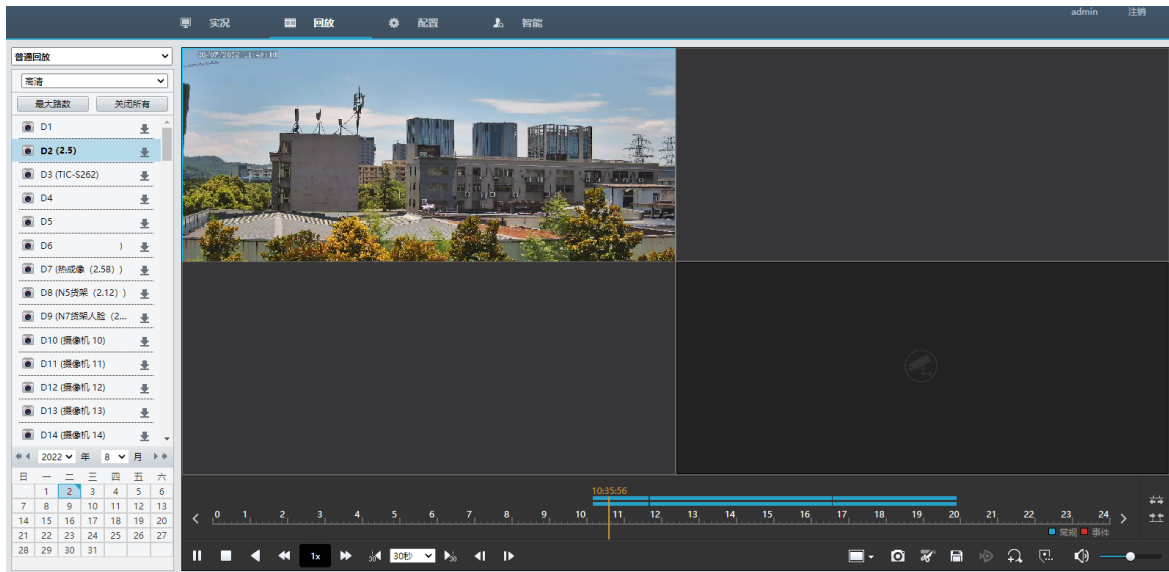 admin 注销
实况 回放 配置 智能
普通回放
高清
最大路数 关闭所有
D1
D2 (2.5)
D3 (TIC-S262)
D4
D5
D6 )
D7 (热成像（2.58）)
D8 (N5货架（2.12）)
D9 (N7货架人脸（2...
D10 (摄像机 10)
D11 (摄像机 11)
D12 (摄像机 12)
D13 (摄像机 13)
D14 (摄像机 14)
2022 年 8 月
日 一 二 三 四 五 六
1 2 3 4 5 6
7 8 9 10 11 12 13
14 15 16 17 18 19 20
21 22 23 24 25 26 27
28 29 30 31
10:35:56
0 1 2 3 4 5 6 7 8 9 10 11 12 13 14 15 16 17 18 19 20 21 22 23 24
常规 事件
1x 30 30秒 30